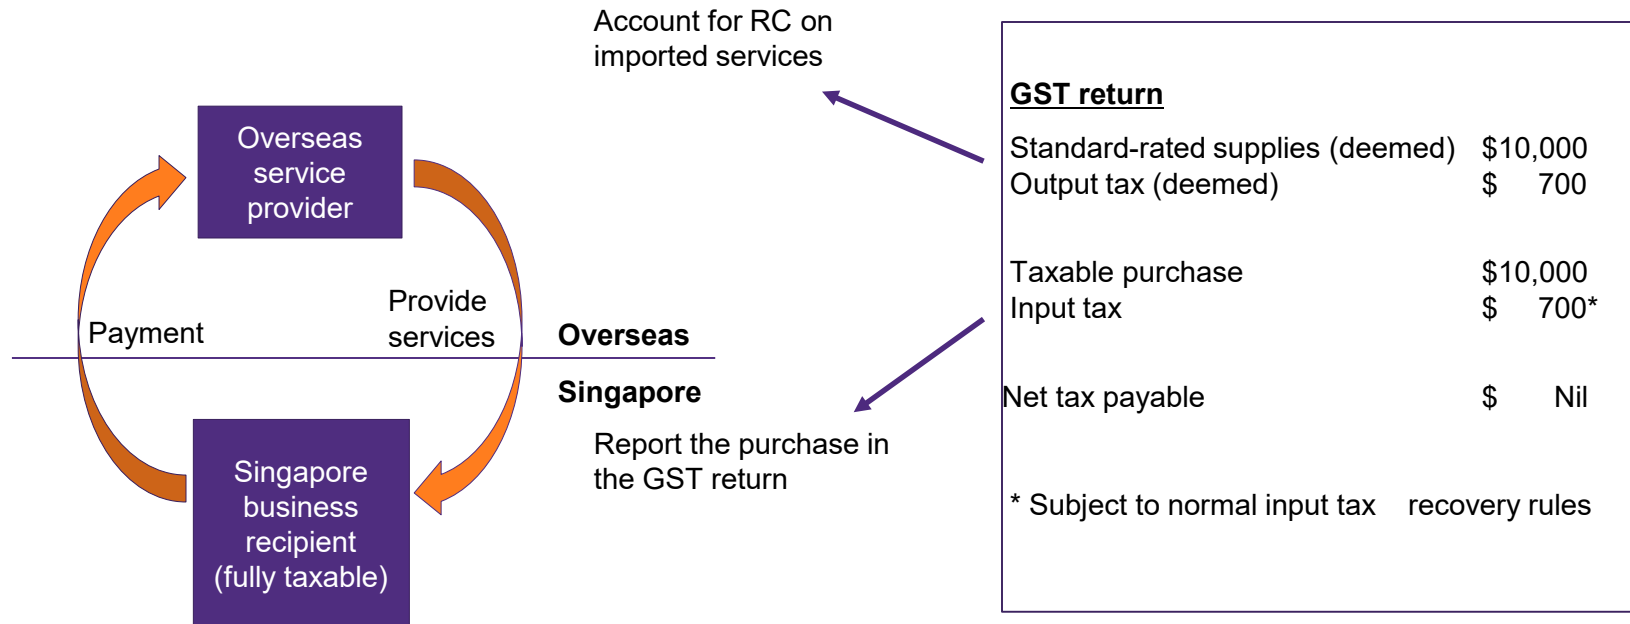 Account for RC on
imported services
Overseas
service
provider
Payment
Provide
services
Overseas
Singapore
Singapore
business
recipient
(fully taxable)
Report the purchase in
the GST return
GST return
Standard-rated supplies (deemed) $10,000
Output tax (deemed) $ 700
Taxable purchase $10,000
Input tax $ 700*
Net tax payable $ Nil
* Subject to normal input tax recovery rules